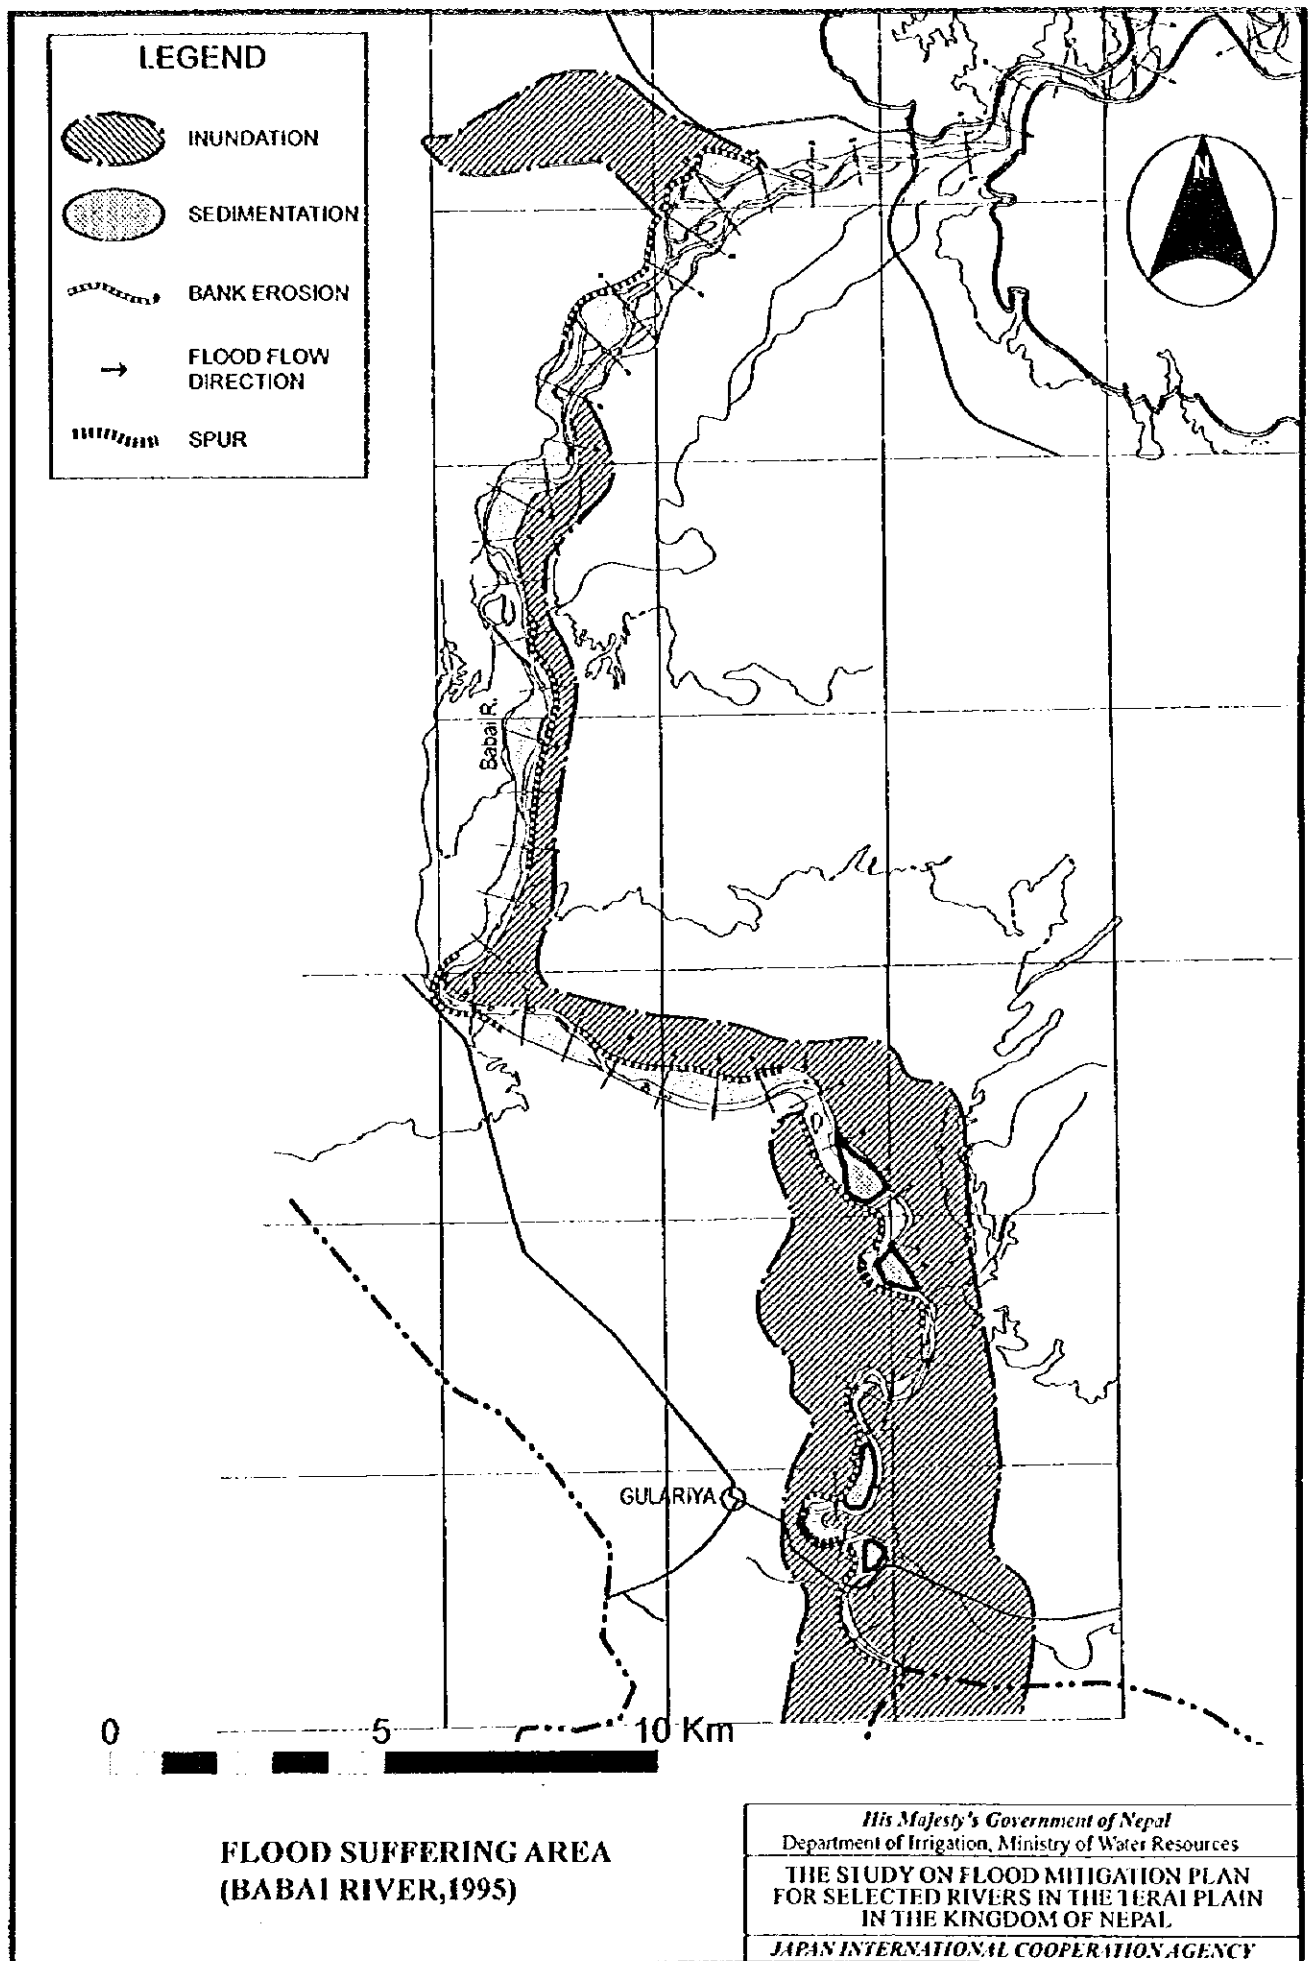 LEGEND
INUNDATION
SEDIMENTATION
BANK EROSION
FLOOD FLOW
DIRECTION
SPUR
N
Babai R.
GULARIYA
0 5 10 Km
FLOOD SUFFERING AREA
(BABAI RIVER,1995)
His Majesty's Government of Nepal
Department of Irrigation, Ministry of Water Resources
THE STUDY ON FLOOD MITIGATION PLAN
FOR SELECTED RIVERS IN THE TERAI PLAIN
IN THE KINGDOM OF NEPAL
JAPAN INTERNATIONAL COOPERATION AGENCY